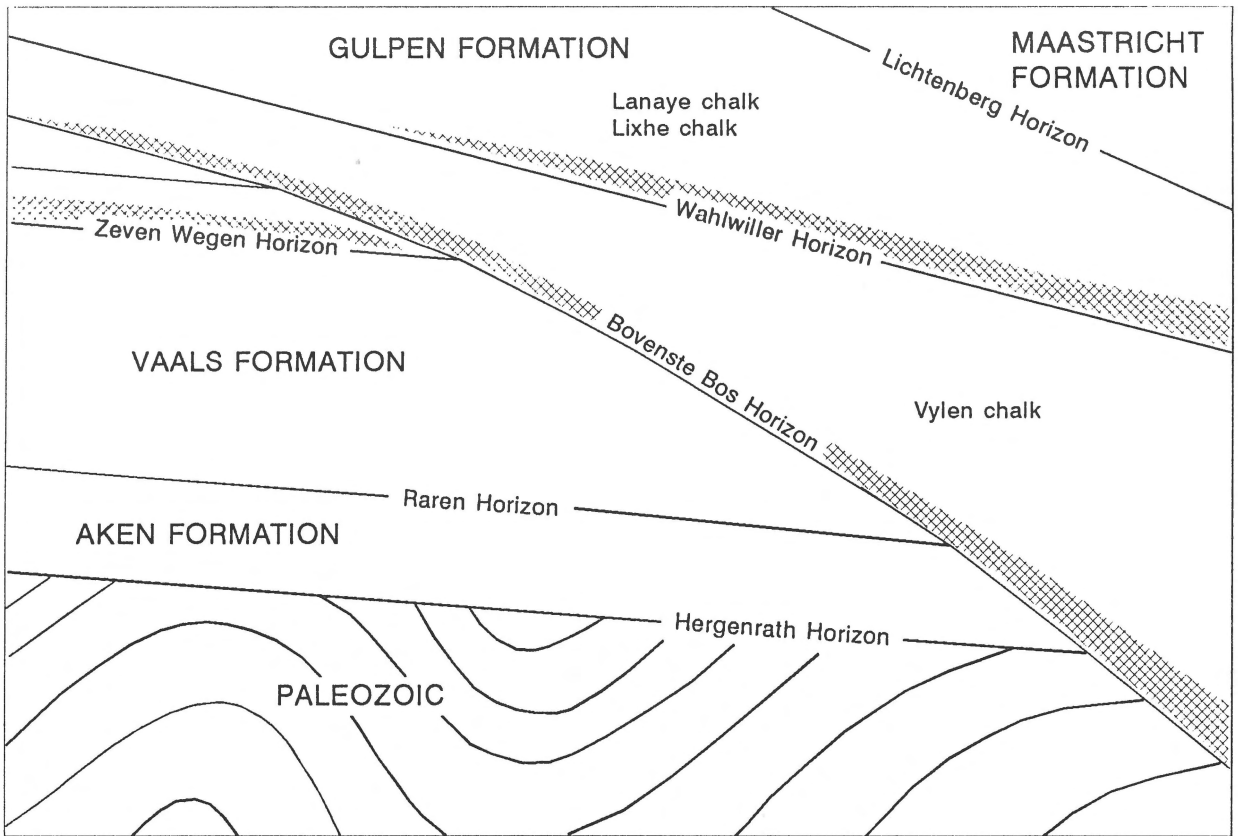 GULPEN FORMATION
MAASTRICHT
FORMATION
Lichtenberg Horizon
Lanaye chalk
Lixhe chalk
Wahlwiller Horizon
Zeven Wegen Horizon
VAALS FORMATION
Bovenste Bos Horizon
Vylen chalk
Raren Horizon
AKEN FORMATION
Hergenrath Horizon
PALEOZOIC